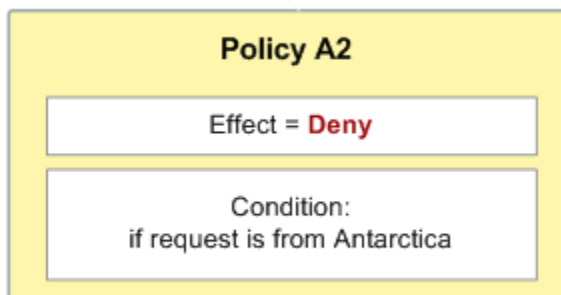 Policy A2
Effect = Deny
Condition:
if request is from Antarctica